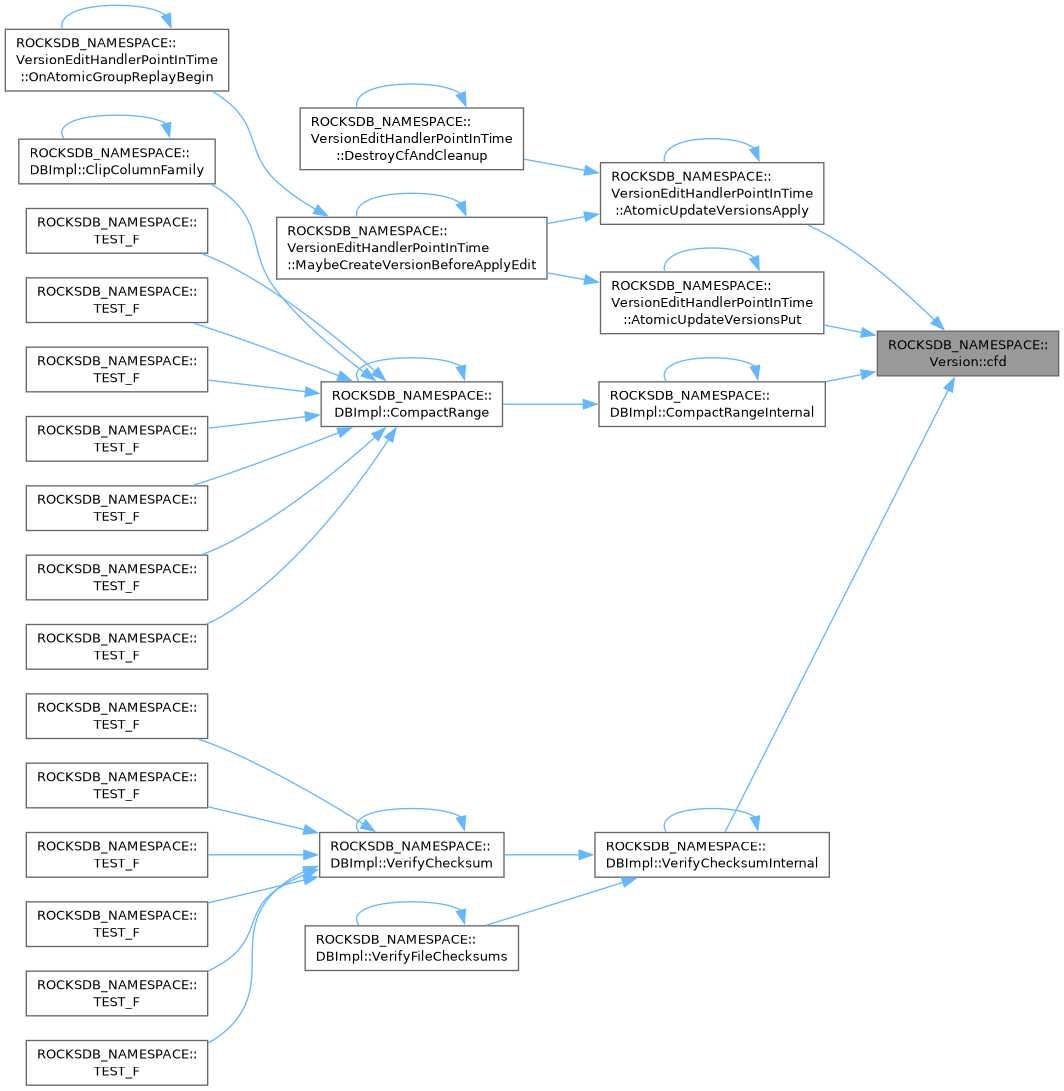 ROCKSDB_NAMESPACE::
VersionEditHandlerPointInTime
::OnAtomicGroupReplayBegin
ROCKSDB_NAMESPACE::
DBImpl::ClipColumnFamily
ROCKSDB_NAMESPACE::
TEST_F
ROCKSDB_NAMESPACE::
TEST_F
ROCKSDB_NAMESPACE::
TEST_F
ROCKSDB_NAMESPACE::
TEST_F
ROCKSDB_NAMESPACE::
TEST_F
ROCKSDB_NAMESPACE::
TEST_F
ROCKSDB_NAMESPACE::
TEST_F
ROCKSDB_NAMESPACE::
TEST_F
ROCKSDB_NAMESPACE::
TEST_F
ROCKSDB_NAMESPACE::
TEST_F
ROCKSDB_NAMESPACE::
TEST_F
ROCKSDB_NAMESPACE::
TEST_F
ROCKSDB_NAMESPACE::
TEST_F
ROCKSDB_NAMESPACE::
VersionEditHandlerPointInTime
::DestroyCfAndCleanup
ROCKSDB_NAMESPACE::
VersionEditHandlerPointInTime
::MaybeCreateVersionBeforeApplyEdit
ROCKSDB_NAMESPACE::
DBImpl::CompactRange
ROCKSDB_NAMESPACE::
DBImpl::VerifyChecksum
ROCKSDB_NAMESPACE::
DBImpl::VerifyFileChecksums
ROCKSDB_NAMESPACE::
VersionEditHandlerPointInTime
::AtomicUpdateVersionsApply
ROCKSDB_NAMESPACE::
VersionEditHandlerPointInTime
::AtomicUpdateVersionsPut
ROCKSDB_NAMESPACE::
DBImpl::CompactRangeInternal
ROCKSDB_NAMESPACE::
DBImpl::VerifyChecksumInternal
ROCKSDB_NAMESPACE::
Version::cfd